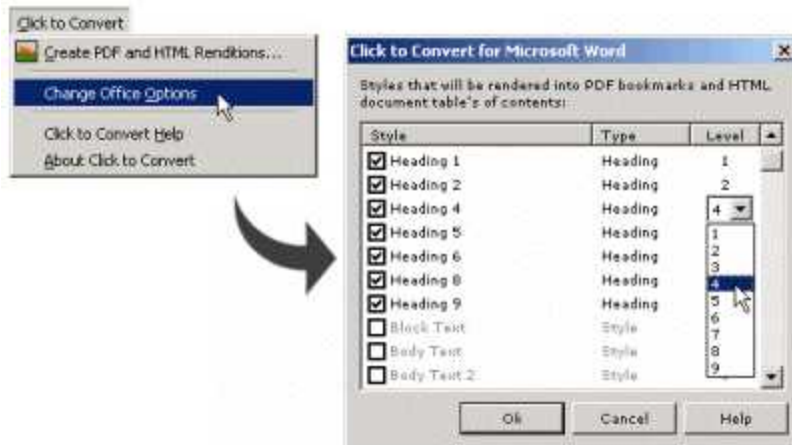 Click to Convert
Create PDF and HTML Renditions...
Change Office Options
Click to Convert Help
About Click to Convert
Click to Convert for Microsoft Word
Styles that will be rendered into PDF bookmarks and HTML
document table's of contents:
Style Type Level
Heading 1 Heading 1
Heading 2 Heading 2
Heading 4 Heading 4
Heading 5 Heading 1
Heading 6 Heading 2
3
Heading 8 Heading 4
Heading 9 Heading 5
6
Block Text Style 7
Body Text Style 8
Body Text 2 Style 9
Ok Cancel Help